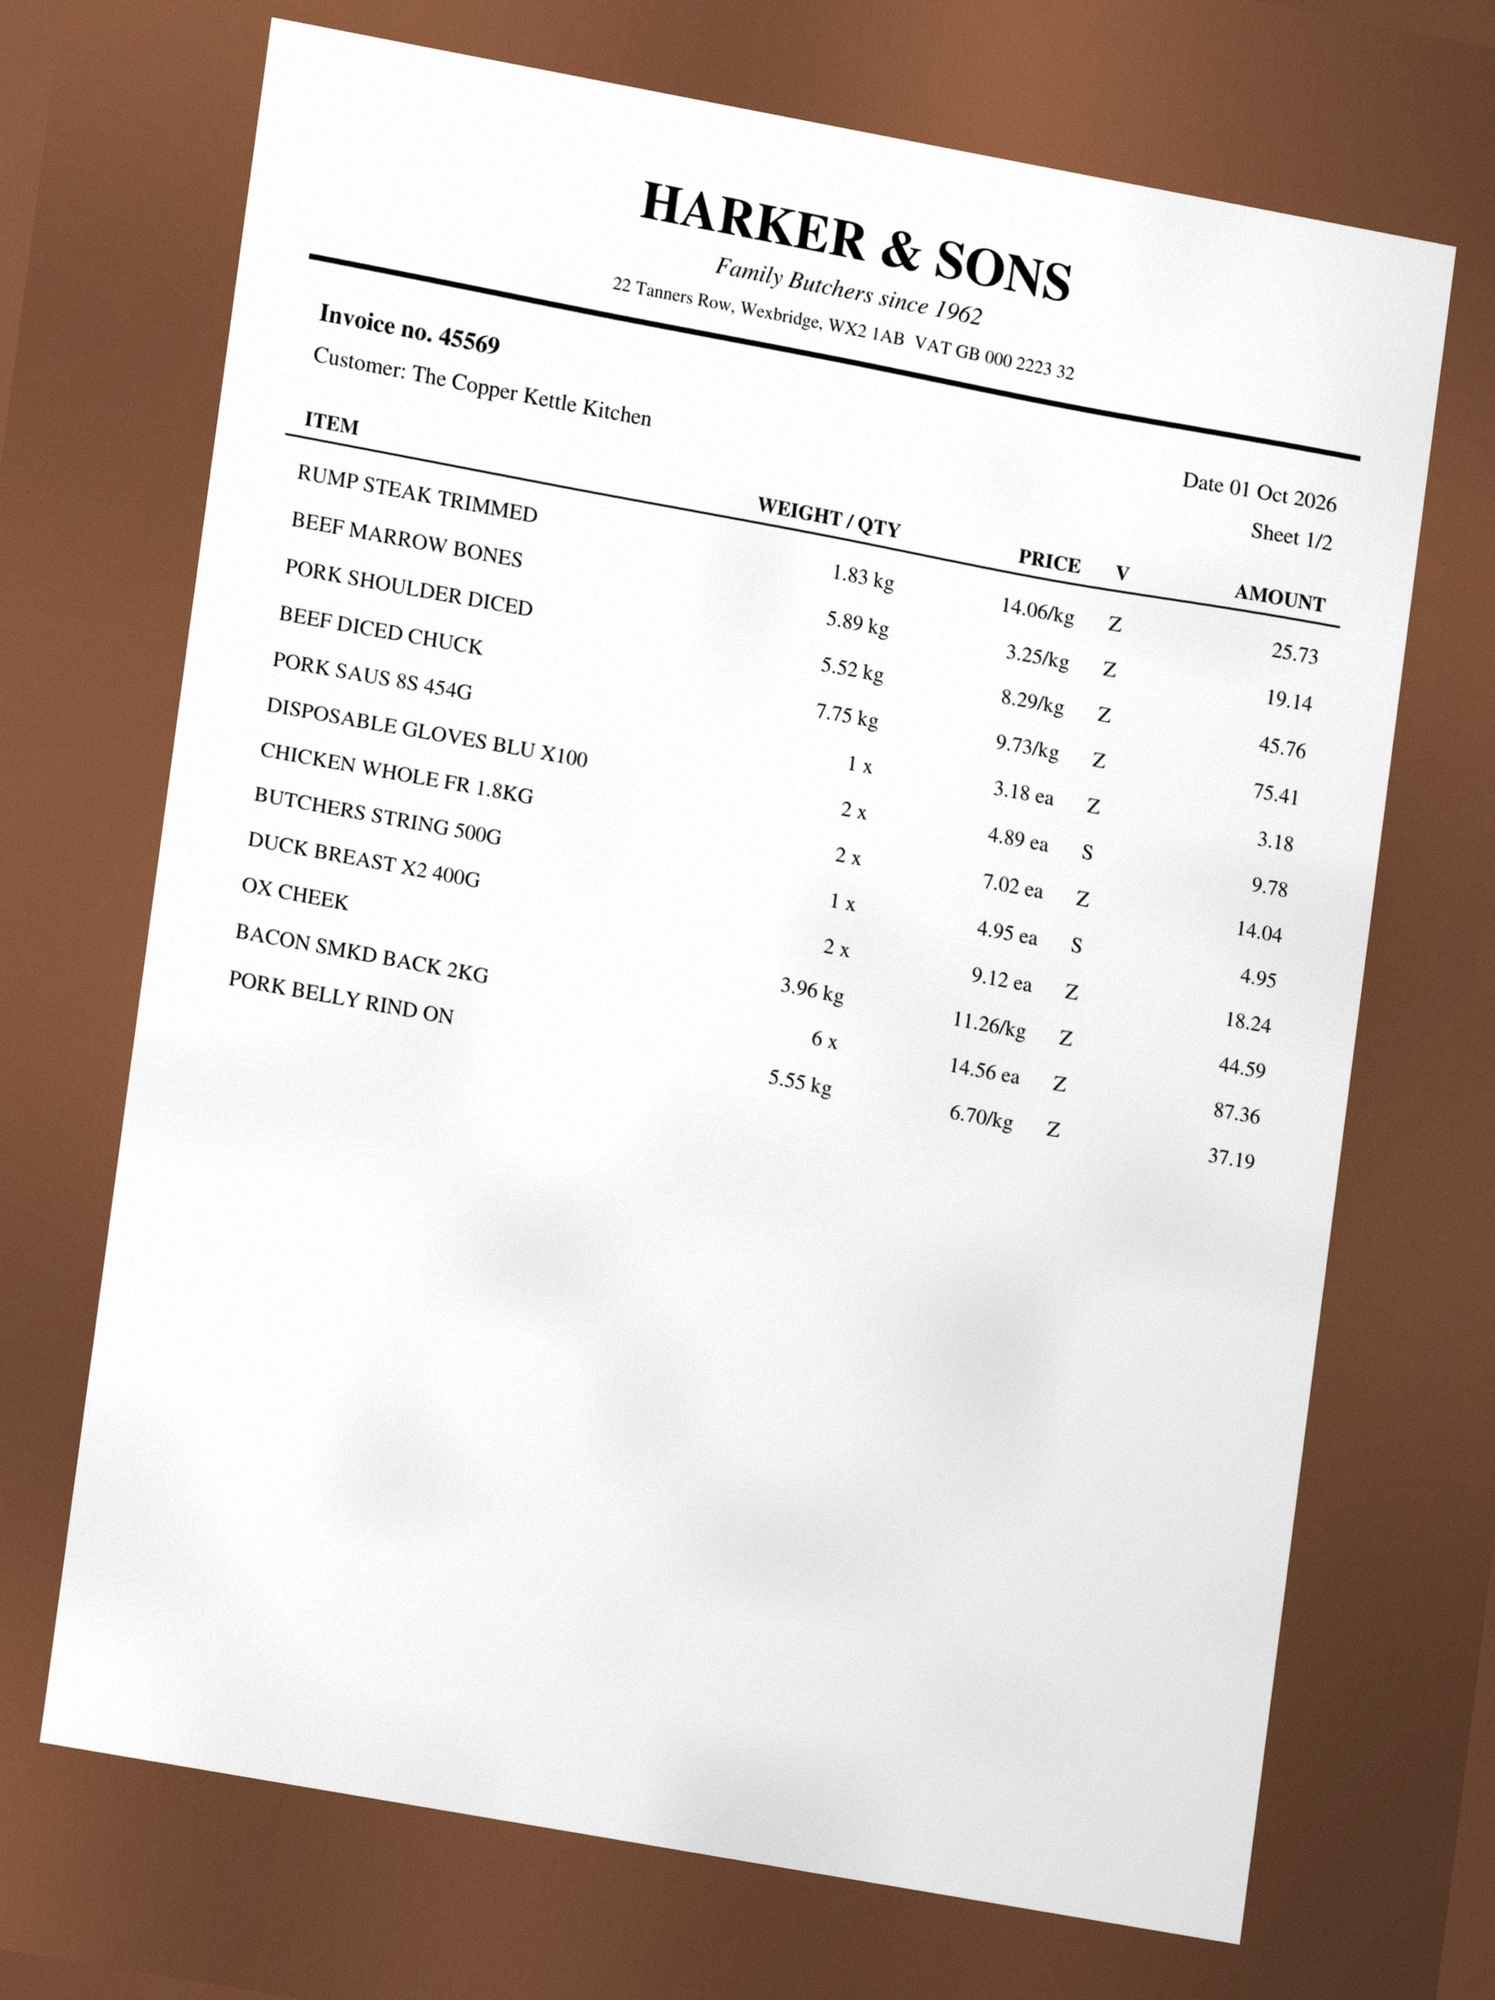 HARKER & SONS
Family Butchers since 1962
22 Tanners Row, Wexbridge, WX2 1AB VAT GB 000 2223 32
Invoice no. 45569 Date 01 Oct 2026
Customer: The Copper Kettle Kitchen Sheet 1/2
ITEM WEIGHT / QTY PRICE V AMOUNT
RUMP STEAK TRIMMED 1.83 kg 14.06/kg Z 25.73
BEEF MARROW BONES 5.89 kg 3.25/kg Z 19.14
PORK SHOULDER DICED 5.52 kg 8.29/kg Z 45.76
BEEF DICED CHUCK 7.75 kg 9.73/kg Z 75.41
PORK SAUS 8S 454G 1 x 3.18 ea Z 3.18
DISPOSABLE GLOVES BLU X100 2 x 4.89 ea S 9.78
CHICKEN WHOLE FR 1.8KG 2 x 7.02 ea Z 14.04
BUTCHERS STRING 500G 1 x 4.95 ea S 4.95
DUCK BREAST X2 400G 2 x 9.12 ea Z 18.24
OX CHEEK 3.96 kg 11.26/kg Z 44.59
BACON SMKD BACK 2KG 6 x 14.56 ea Z 87.36
PORK BELLY RIND ON 5.55 kg 6.70/kg Z 37.19